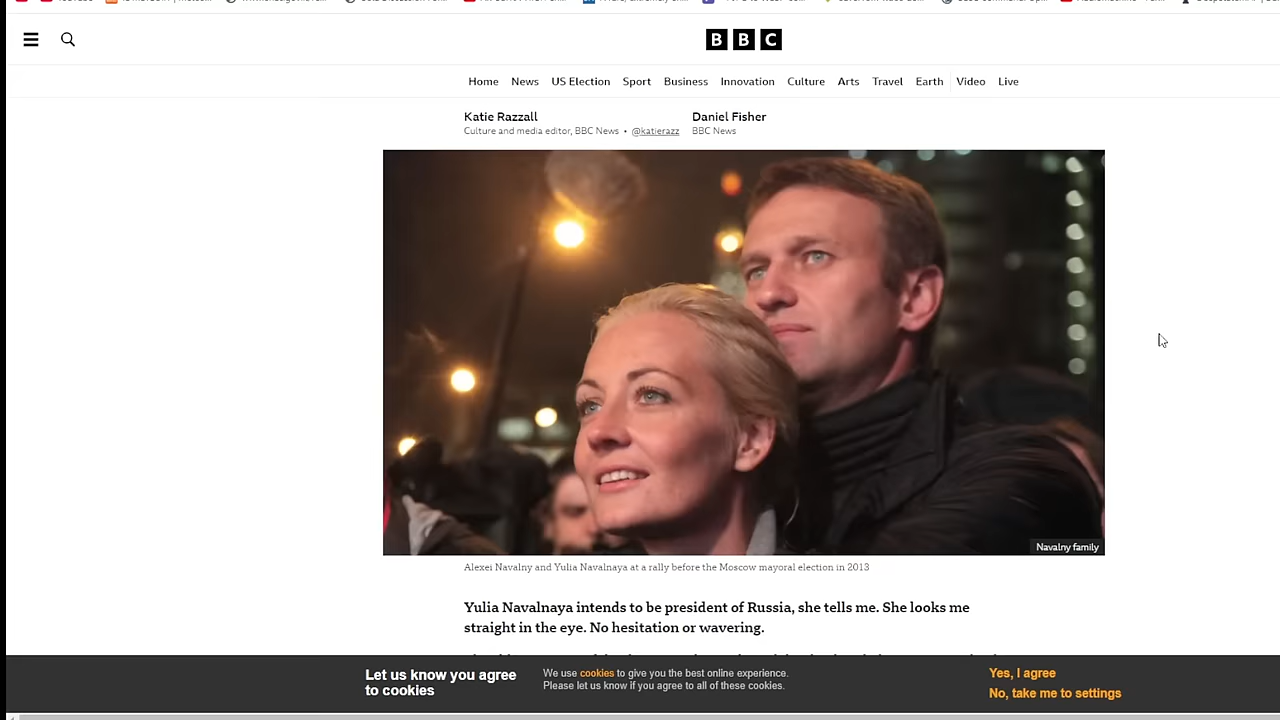 BBC
Home News US Election Sport Business Innovation Culture Arts Travel Earth Video Live
Katie Razzall Daniel Fisher
Culture and media editor, BBC News • @katierazz BBC News
Navalny family
Alexei Navalny and Yulia Navalnaya at a rally before the Moscow mayoral election in 2013
Yulia Navalnaya intends to be president of Russia, she tells me. She looks me
straight in the eye. No hesitation or wavering.
Let us know you agree
to cookies
We use cookies to give you the best online experience.
Please let us know if you agree to all of these cookies.
Yes, I agree
No, take me to settings